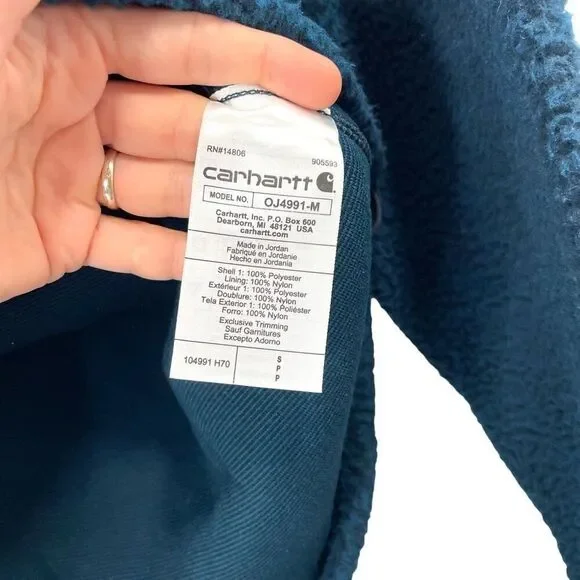 RN#14806 905593
carhartt
MODEL NO. OJ4991-M
Carhartt, Inc. P.O. Box 600
Dearborn, MI 48121 USA
carhartt.com
Made in Jordan
Fabriqué en Jordanie
Hecho en Jordania
Shell 1: 100% Polyester
Lining: 100% Nylon
Extérieur 1: 100% Polyester
Doublure: 100% Nylon
Tela Exterior 1: 100% Poliéster
Forro: 100% Nylon
Exclusive Trimming
Sauf Garnitures
Excepto Adorno
104991 H70 S
P
P